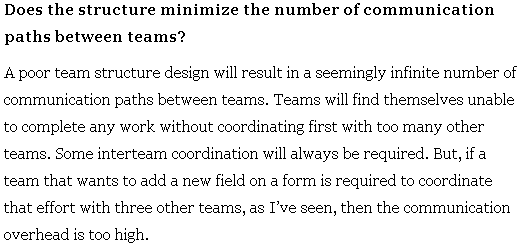 Does the structure minimize the number of communication
paths between teams?
A poor team structure design will result in a seemingly infinite number of
communication paths between teams. Teams will find themselves unable
to complete any work without coordinating first with too many other
teams. Some interteam coordination will always be required. But, if a
team that wants to add a new field on a form is required to coordinate
that effort with three other teams, as I’ve seen, then the communication
overhead is too high.